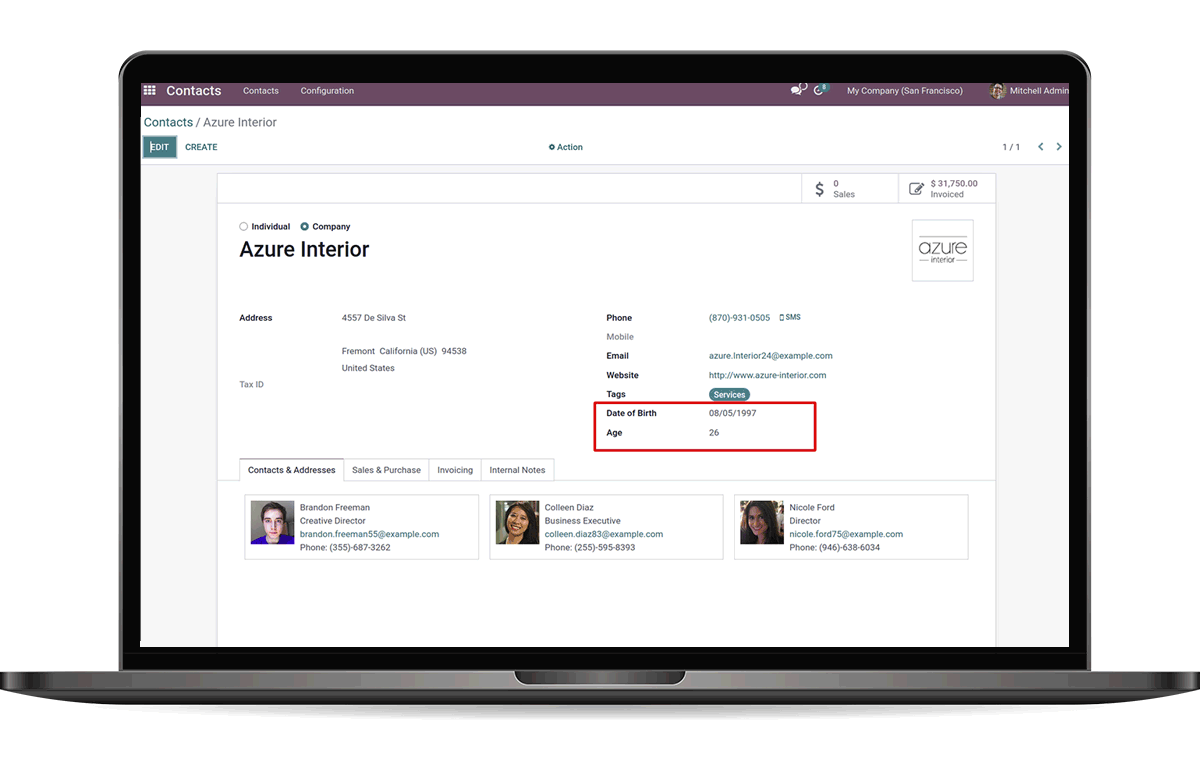 Contacts Contacts Configuration 8 My Company (San Francisco) Mitchell Admin
Contacts / Azure Interior
EDIT CREATE Action 1 / 1
0
Sales
$ 31,750.00
Invoiced
Individual Company
Azure Interior
azure
interior
Address 4557 De Silva St
Fremont California (US) 94538
United States
Tax ID
Phone (870)-931-0505 SMS
Mobile
Email azure.Interior24@example.com
Website http://www.azure-interior.com
Tags Services
Date of Birth 08/05/1997
Age 26
Contacts & Addresses Sales & Purchase Invoicing Internal Notes
Brandon Freeman
Creative Director
brandon.freeman55@example.com
Phone: (355)-687-3262
Colleen Diaz
Business Executive
colleen.diaz83@example.com
Phone: (255)-595-8393
Nicole Ford
Director
nicole.ford75@example.com
Phone: (946)-638-6034